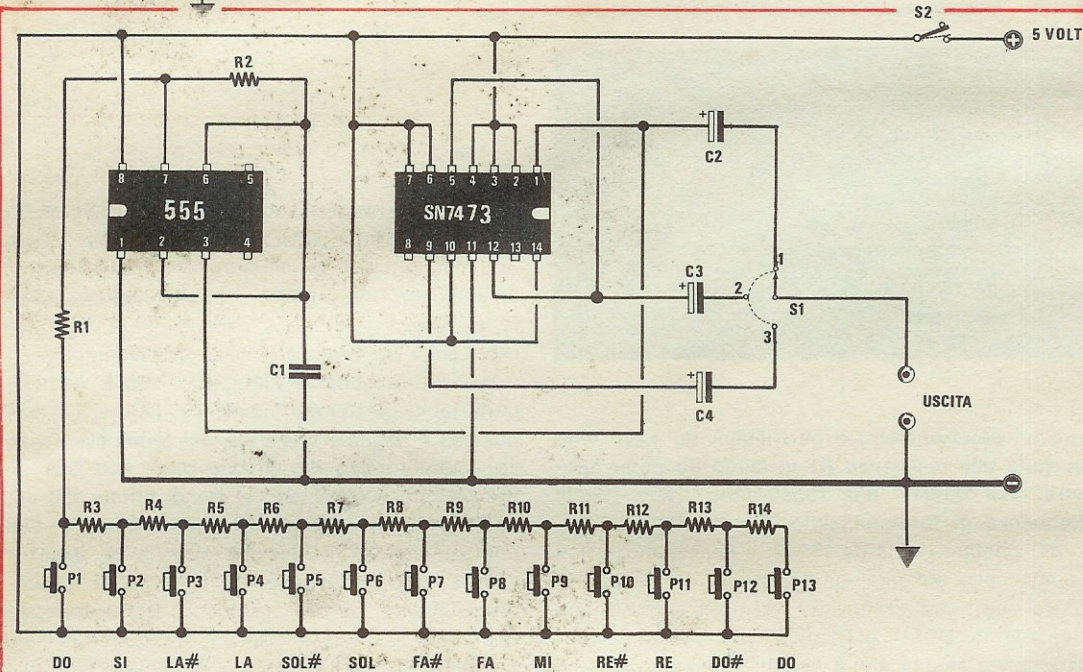 S2
5 VOLT
R2
C2
8 7 6 5
555
1 2 3 4
7 6 5 4 3 2 1
SN7473
8 9 10 11 12 13 14
R1
C1
C3
1
2
S1
3
C4
USCITA
R3 R4 R5 R6 R7 R8 R9 R10 R11 R12 R13 R14
P1 P2 P3 P4 P5 P6 P7 P8 P9 P10 P11 P12 P13
DO SI LA# LA SOL# SOL FA# FA MI RE# RE DO# DO